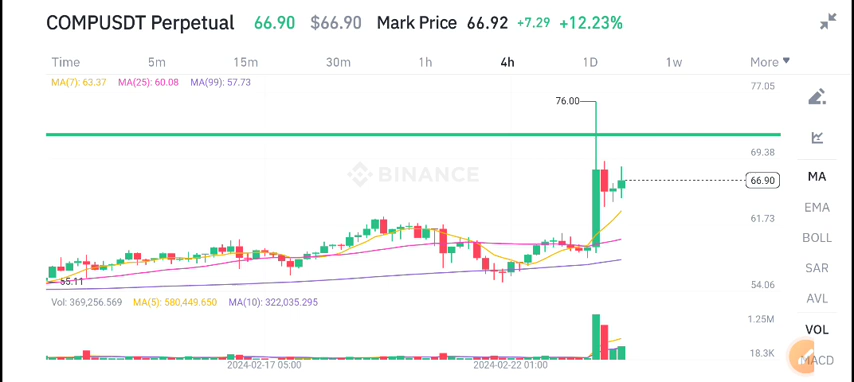 COMPUSDT Perpetual 66.90 $66.90 Mark Price 66.92 +7.29 +12.23%
Time 5m 15m 30m 1h 4h 1D 1w More
MA(7): 63.37 MA(25): 60.08 MA(99): 57.73
77.05
76.00
69.38
BINANCE
66.90
MA
EMA
61.73
BOLL
SAR
55.11
54.06
Vol: 369,256.569 MA(5): 580,449.650 MA(10): 322,035.295
AVL
1.25M
VOL
18.3K
MACD
2024-02-17 05:00 2024-02-22 01:00